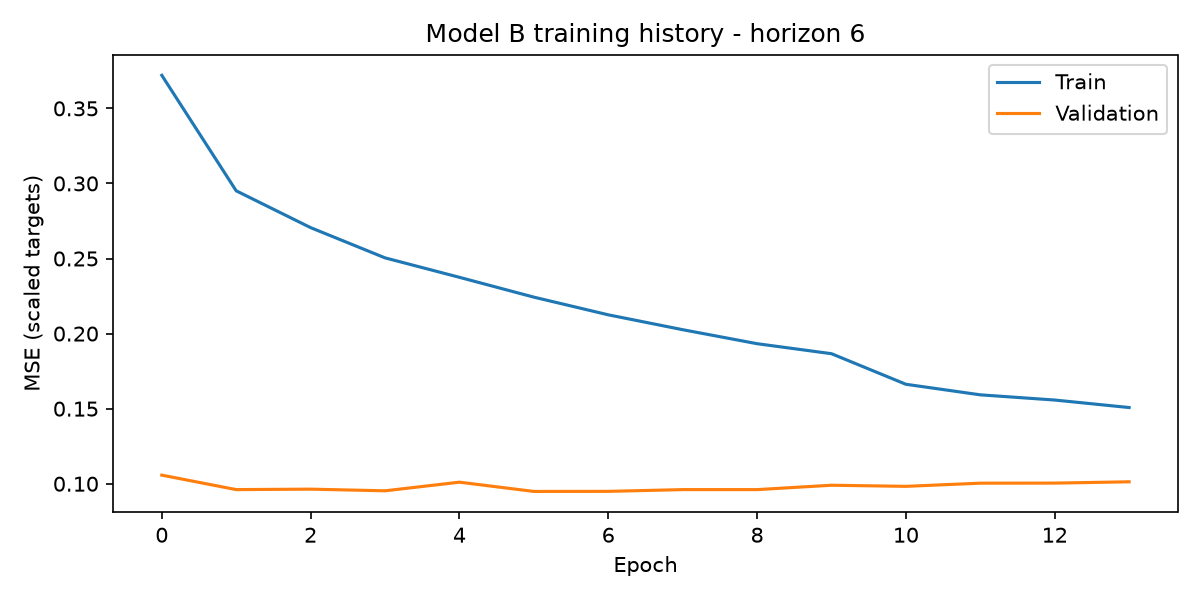 Model B training history - horizon 6
Train
Validation
MSE (scaled targets)
0.35
0.30
0.25
0.20
0.15
0.10
0 2 4 6 8 10 12
Epoch